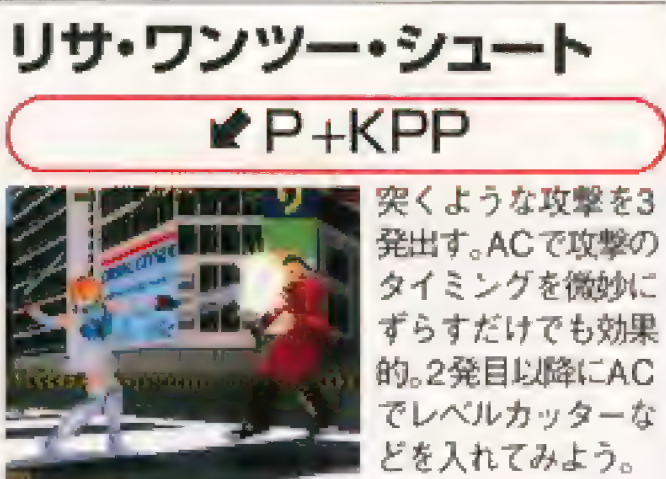 リサ・ワンツー・シュート
↙P+KPP
突くような攻撃を3
発出す。ACで攻撃の
タイミングを微妙に
ずらすだけでも効果
的。2発目以降にAC
でレベルカッターな
どを入れてみよう。